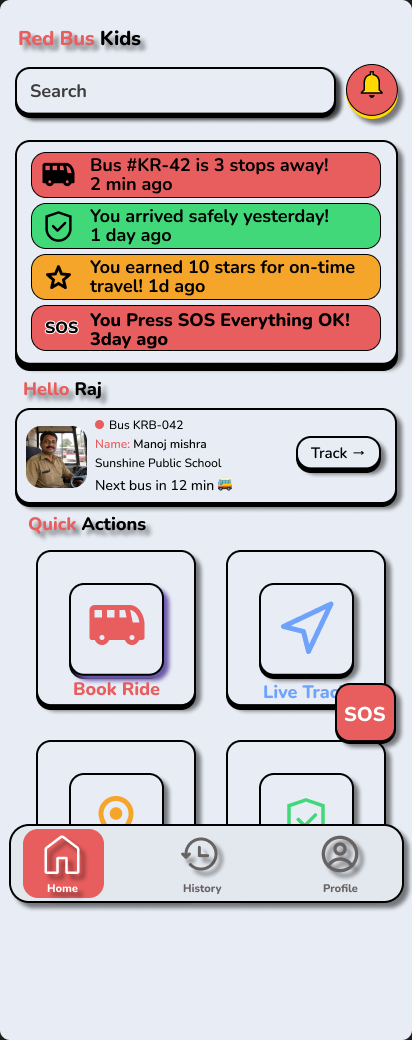 Red Bus Kids
Search
Bus #KR-42 is 3 stops away!
2 min ago
You arrived safely yesterday!
1 day ago
You earned 10 stars for on-time
travel! 1d ago
SOS
You Press SOS Everything OK!
3day ago
Hello Raj
Bus KRB-042
Name: Manoj mishra
Sunshine Public School
Next bus in 12 min
Track →
Quick Actions
Book Ride
Live Trac
SOS
Home
History
Profile